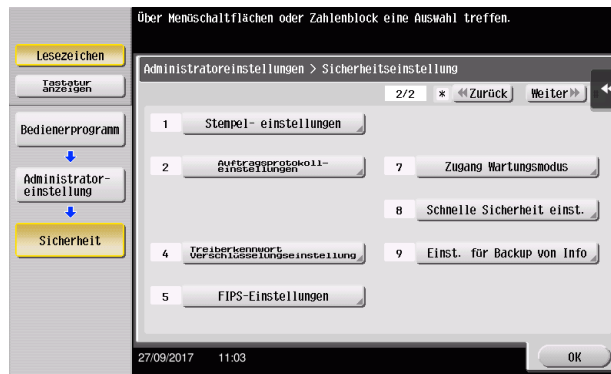 Über Menüschaltflächen oder Zahlenblock eine Auswahl treffen.
Lesezeichen
Tastatur
anzeigen
Bedienerprogramm
Administrator-
einstellung
Sicherheit
Administratoreinstellungen > Sicherheitseinstellung
2/2 * Zurück Weiter
1 Stempel- einstellungen
2 Auftragsprotokoll-
einstellungen
4 Treiberkennwort
Verschlüsselungseinstellung
5 FIPS-Einstellungen
7 Zugang Wartungsmodus
8 Schnelle Sicherheit einst.
9 Einst. für Backup von Info
27/09/2017 11:03
OK